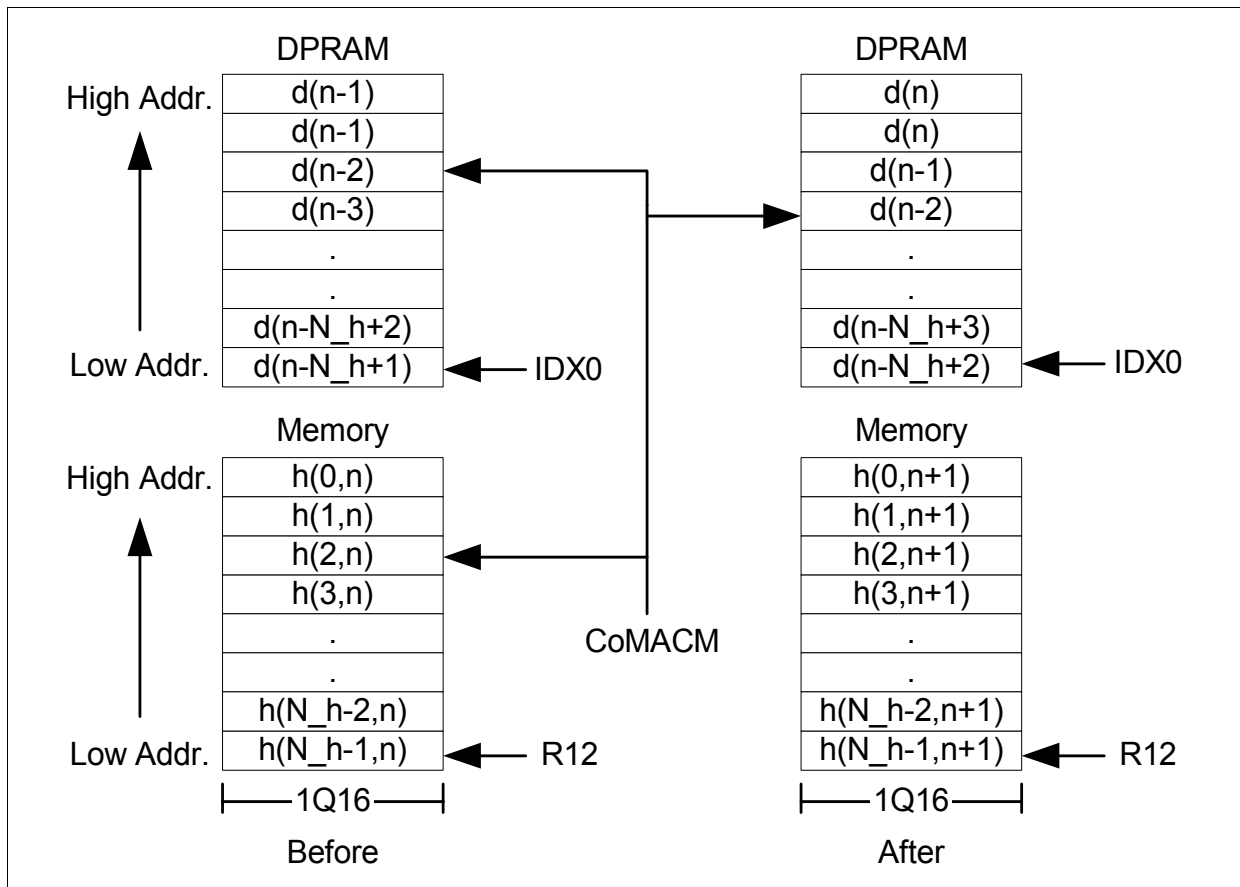 DPRAM
High Addr.
d(n-1)
d(n-1)
d(n-2)
d(n-3)
.
.
d(n-N_h+2)
Low Addr.
d(n-N_h+1)
IDX0
Memory
High Addr.
h(0,n)
h(1,n)
h(2,n)
h(3,n)
.
.
h(N_h-2,n)
Low Addr.
h(N_h-1,n)
R12
1Q16
Before
CoMACM
DPRAM
d(n)
d(n)
d(n-1)
d(n-2)
.
.
d(n-N_h+3)
d(n-N_h+2)
IDX0
Memory
h(0,n+1)
h(1,n+1)
h(2,n+1)
h(3,n+1)
.
.
h(N_h-2,n+1)
h(N_h-1,n+1)
R12
1Q16
After